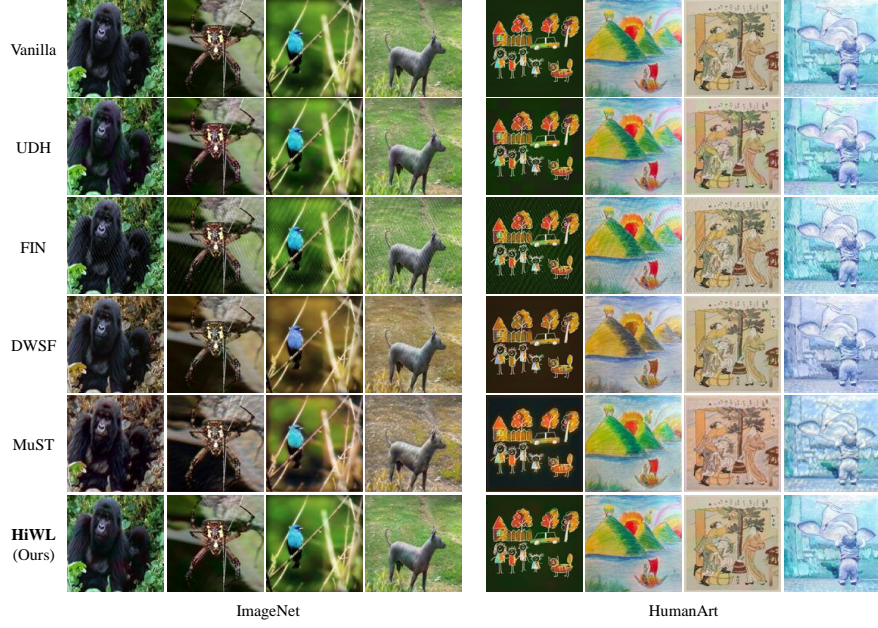 Vanilla
UDH
FIN
DWSF
MuST
HiWL
(Ours)
ImageNet
HumanArt